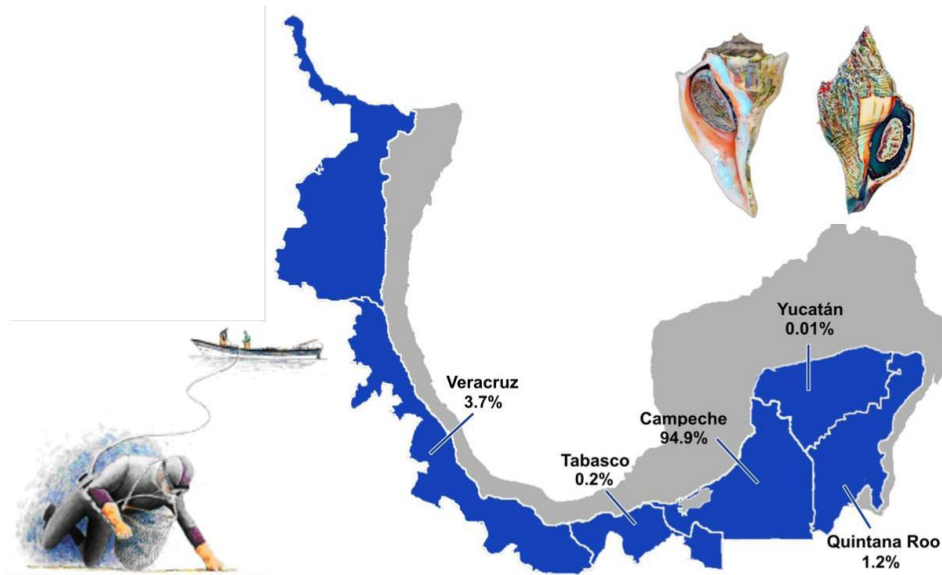 Yucatán
0.01%
Veracruz
3.7%
Campeche
94.9%
Tabasco
0.2%
Quintana Roo
1.2%